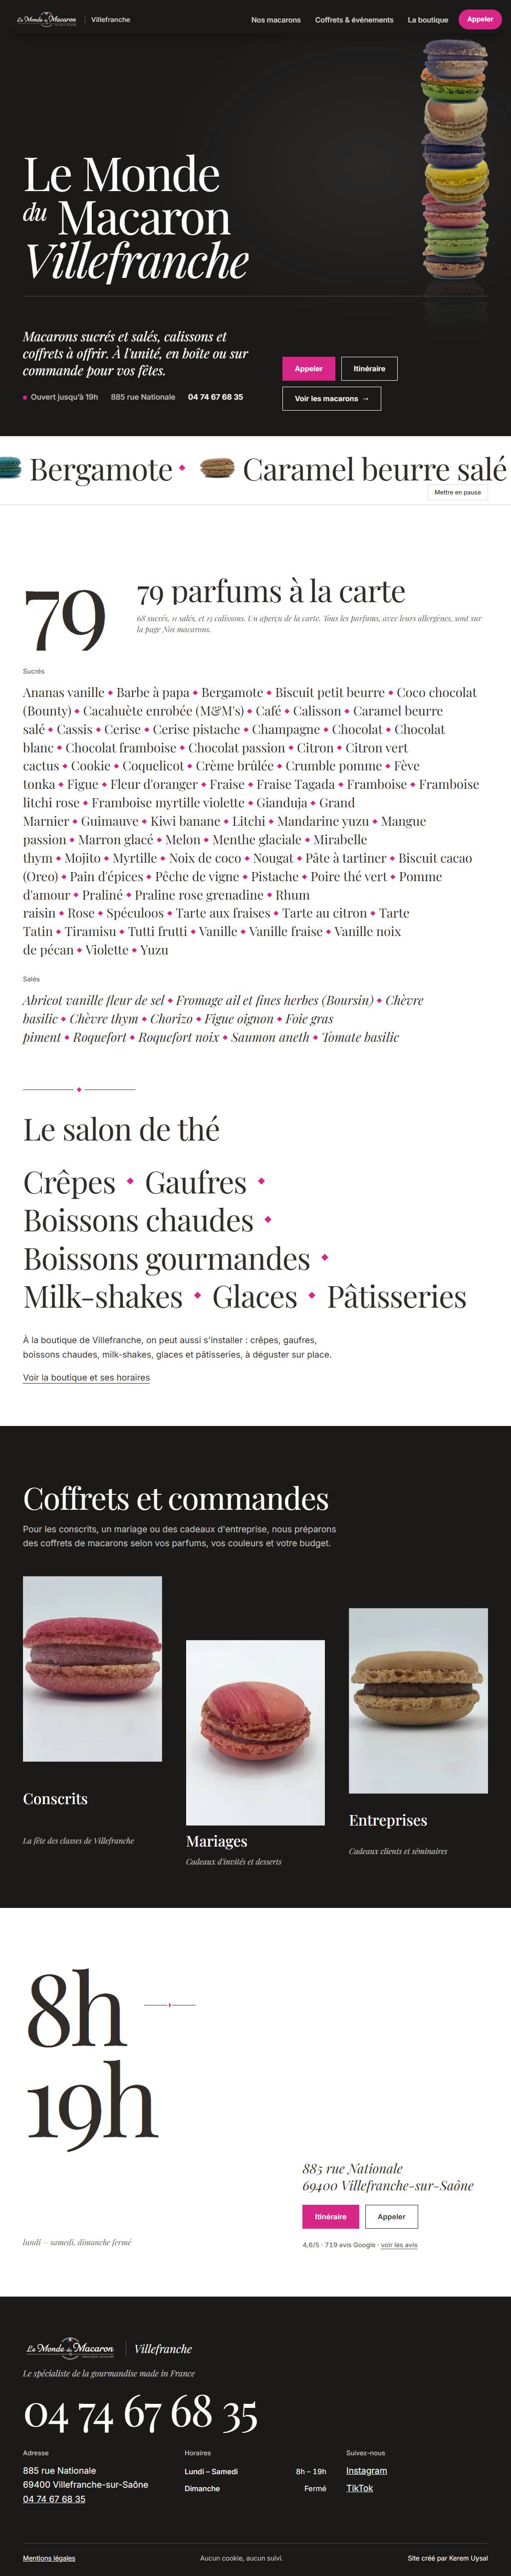 Le Monde du Macaron
Villefranche
Nos macarons
Coffrets & événements
La boutique
Appeler
Le Monde
du Macaron
Villefranche
Macarons sucrés et salés, calissons et
coffrets à offrir. À l'unité, en boîte ou sur
commande pour vos fêtes.
Ouvert jusqu'à 19h
885 rue Nationale
04 74 67 68 35
Appeler
Itinéraire
Voir les macarons →
Bergamote
Caramel beurre salé
Mettre en pause
79
79 parfums à la carte
68 sucrés, 11 salés, et 15 calissons. Un aperçu de la carte. Tous les parfums, avec leurs allergènes, sont sur
la page Nos macarons.
Sucrés
Ananas vanille ◆ Barbe à papa ◆ Bergamote ◆ Biscuit petit beurre ◆ Coco chocolat
(Bounty) ◆ Cacahuète enrobée (M&M's) ◆ Café ◆ Calisson ◆ Caramel beurre
salé ◆ Cassis ◆ Cerise ◆ Cerise pistache ◆ Champagne ◆ Chocolat ◆ Chocolat
blanc ◆ Chocolat framboise ◆ Chocolat passion ◆ Citron ◆ Citron vert
cactus ◆ Cookie ◆ Coquelicot ◆ Crème brûlée ◆ Crumble pomme ◆ Fève
tonka ◆ Figue ◆ Fleur d'oranger ◆ Fraise ◆ Fraise Tagada ◆ Framboise ◆ Framboise
litchi rose ◆ Framboise myrtille violette ◆ Gianduja ◆ Grand
Marnier ◆ Guimauve ◆ Kiwi banane ◆ Litchi ◆ Mandarine yuzu ◆ Mangue
passion ◆ Marron glacé ◆ Melon ◆ Menthe glaciale ◆ Mirabelle
thym ◆ Mojito ◆ Myrtille ◆ Noix de coco ◆ Nougat ◆ Pâte à tartiner ◆ Biscuit cacao
(Oreo) ◆ Pain d'épices ◆ Pêche de vigne ◆ Pistache ◆ Poire thé vert ◆ Pomme
d'amour ◆ Praliné ◆ Praline rose grenadine ◆ Rhum
raisin ◆ Rose ◆ Spéculoos ◆ Tarte aux fraises ◆ Tarte au citron ◆ Tarte
Tatin ◆ Tiramisu ◆ Tutti frutti ◆ Vanille ◆ Vanille fraise ◆ Vanille noix
de pécan ◆ Violette ◆ Yuzu
Salés
Abricot vanille fleur de sel ◆ Fromage ail et fines herbes (Boursin) ◆ Chèvre
basilic ◆ Chèvre thym ◆ Chorizo ◆ Figue oignon ◆ Foie gras
piment ◆ Roquefort ◆ Roquefort noix ◆ Saumon aneth ◆ Tomate basilic
Le salon de thé
Crêpes ◆ Gaufres ◆
Boissons chaudes ◆
Boissons gourmandes ◆
Milk-shakes ◆ Glaces ◆ Pâtisseries
À la boutique de Villefranche, on peut aussi s'installer : crêpes, gaufres,
boissons chaudes, milk-shakes, glaces et pâtisseries, à déguster sur place.
Voir la boutique et ses horaires
Coffrets et commandes
Pour les conscrits, un mariage ou des cadeaux d'entreprise, nous préparons
des coffrets de macarons selon vos parfums, vos couleurs et votre budget.
Conscrits
La fête des classes de Villefranche
Mariages
Cadeaux d'invités et desserts
Entreprises
Cadeaux clients et séminaires
8h
19h
lundi – samedi, dimanche fermé
885 rue Nationale
69400 Villefranche-sur-Saône
Itinéraire
Appeler
4,6/5 · 719 avis Google · voir les avis
Le Monde du Macaron
Villefranche
Le spécialiste de la gourmandise made in France
04 74 67 68 35
Adresse
885 rue Nationale
69400 Villefranche-sur-Saône
04 74 67 68 35
Horaires
Lundi – Samedi 8h – 19h
Dimanche Fermé
Suivez-nous
Instagram
TikTok
Mentions légales
Aucun cookie, aucun suivi.
Site créé par Kerem Uysal